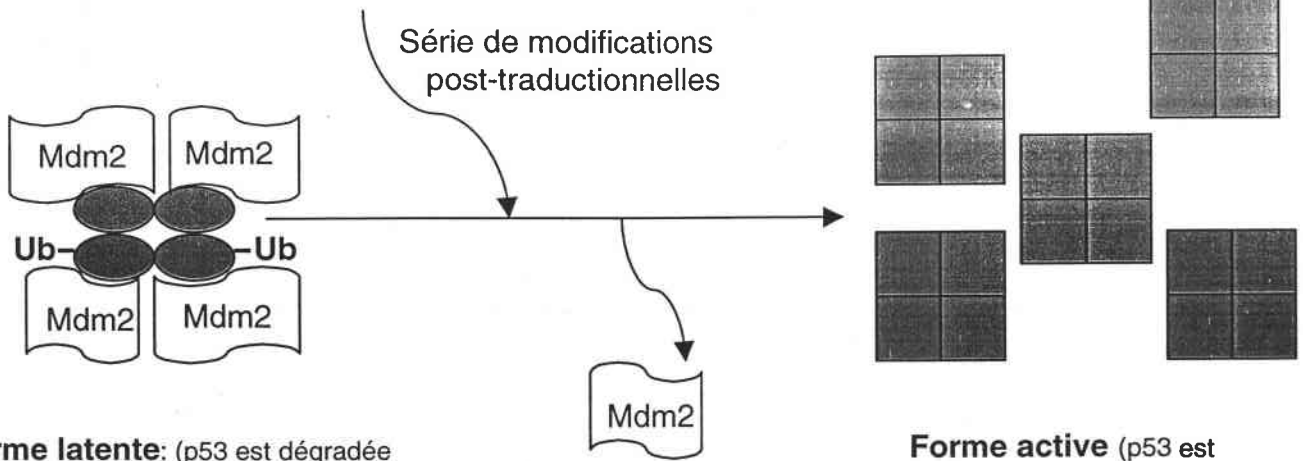 Série de modifications
post-traductionnelles
Mdm2 Mdm2
Ub Ub
Mdm2 Mdm2
Mdm2
rme latente: (p53 est dégradée
Forme active (p53 est